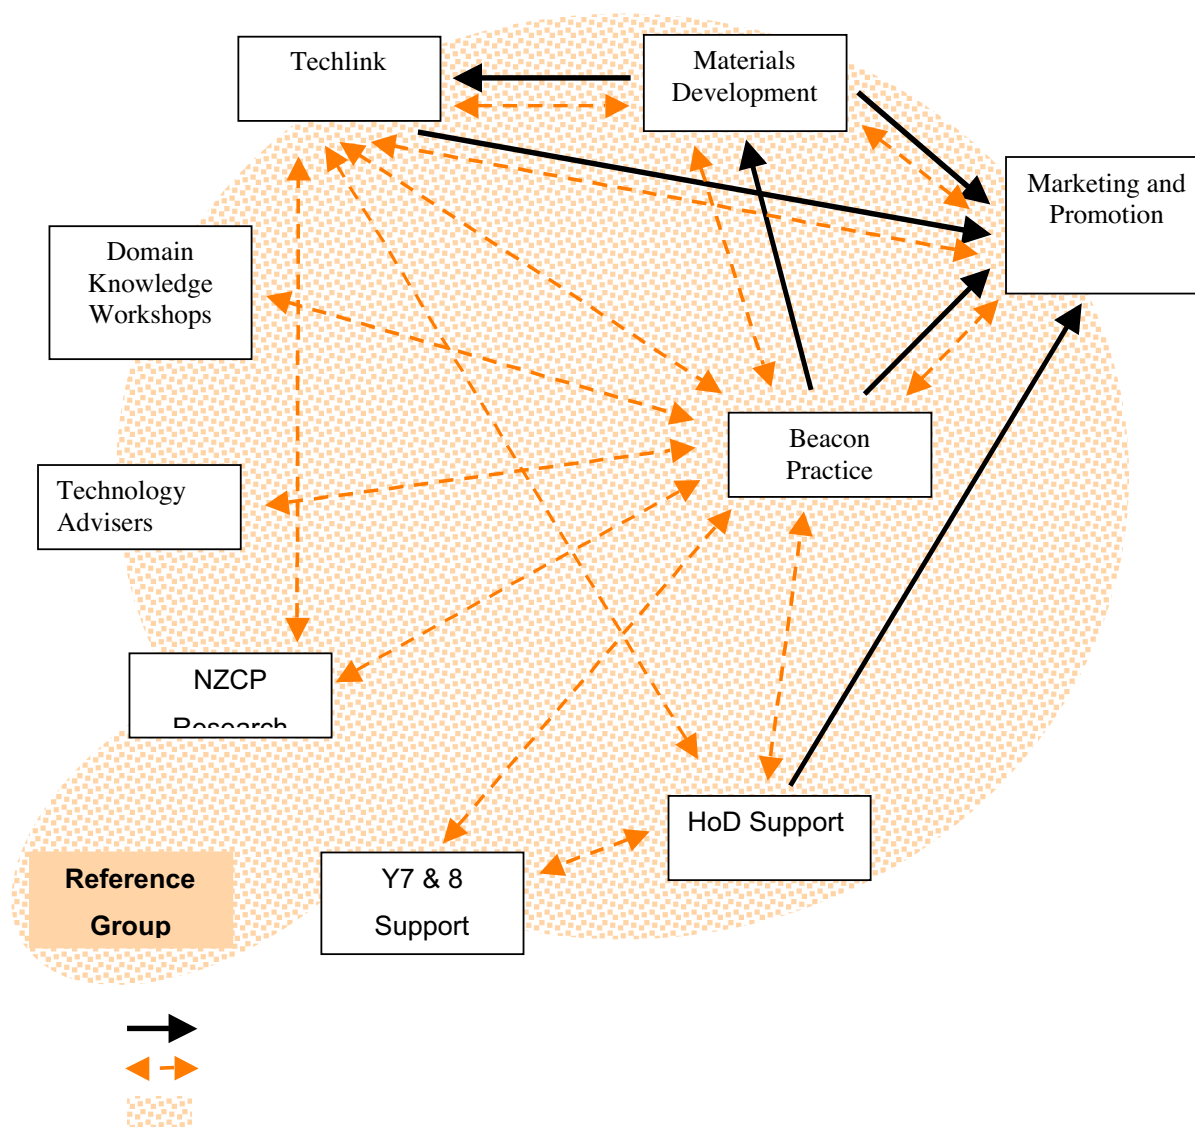 Techlink
Materials
Development
Marketing and
Promotion
Domain
Knowledge
Workshops
Beacon
Practice
Technology
Advisers
NZCP
Research
HoD Support
Y7 & 8
Support
Reference
Group